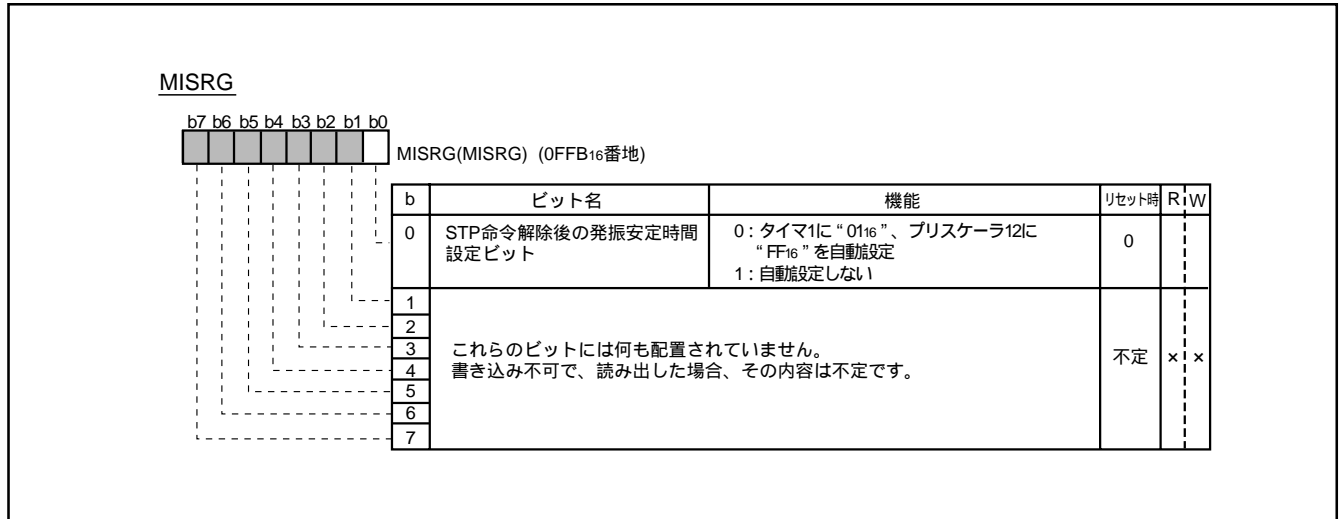 MISRG
b7 b6 b5 b4 b3 b2 b1 b0
MISRG(MISRG) (0FFB16番地)
b ビット名 機能 リセット時 R W
0 STP命令解除後の発振安定時間 0：タイマ1に“0116”、プリスケーラ12に 0
設定ビット “FF16”を自動設定
1：自動設定しない
1
2
3 これらのビットには何も配置されていません。 不定 × ×
4 書き込み不可で、読み出した場合、その内容は不定です。
5
6
7